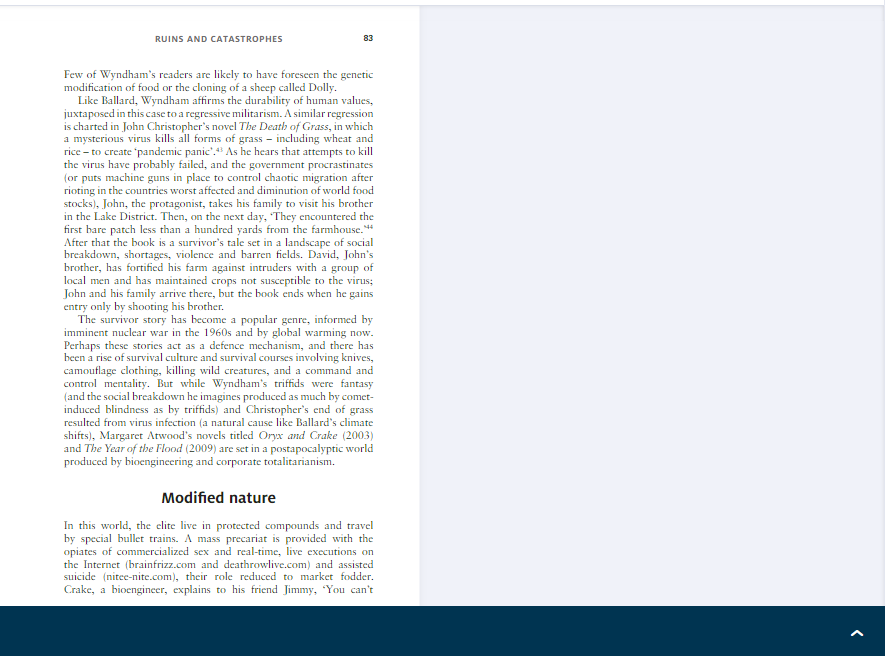 RUINS AND CATASTROPHES 83
Few of Wyndham's readers are likely to have foreseen the genetic
modification of food or the cloning of a sheep called Dolly.
Like Ballard, Wyndham affirms the durability of human values,
juxtaposed in this case to a regressive militarism. A similar regression
is charted in John Christopher's novel The Death of Grass, in which
a mysterious virus kills all forms of grass – including wheat and
rice – to create 'pandemic panic'.43 As he hears that attempts to kill
the virus have probably failed, and the government procrastinates
(or puts machine guns in place to control chaotic migration after
rioting in the countries worst affected and diminution of world food
stocks), John, the protagonist, takes his family to visit his brother
in the Lake District. Then, on the next day, 'They encountered the
first bare patch less than a hundred yards from the farmhouse.'44
After that the book is a survivor's tale set in a landscape of social
breakdown, shortages, violence and barren fields. David, John's
brother, has fortified his farm against intruders with a group of
local men and has maintained crops not susceptible to the virus;
John and his family arrive there, but the book ends when he gains
entry only by shooting his brother.
The survivor story has become a popular genre, informed by
imminent nuclear war in the 1960s and by global warming now.
Perhaps these stories act as a defence mechanism, and there has
been a rise of survival culture and survival courses involving knives,
camouflage clothing, killing wild creatures, and a command and
control mentality. But while Wyndham's triffids were fantasy
(and the social breakdown he imagines produced as much by comet-
induced blindness as by triffids) and Christopher's end of grass
resulted from virus infection (a natural cause like Ballard's climate
shifts), Margaret Atwood's novels titled Oryx and Crake (2003)
and The Year of the Flood (2009) are set in a postapocalyptic world
produced by bioengineering and corporate totalitarianism.
Modified nature
In this world, the elite live in protected compounds and travel
by special bullet trains. A mass precariat is provided with the
opiates of commercialized sex and real-time, live executions on
the Internet (brainfrizz.com and deathrowlive.com) and assisted
suicide (nitee-nite.com), their role reduced to market fodder.
Crake, a bioengineer, explains to his friend Jimmy, 'You can't